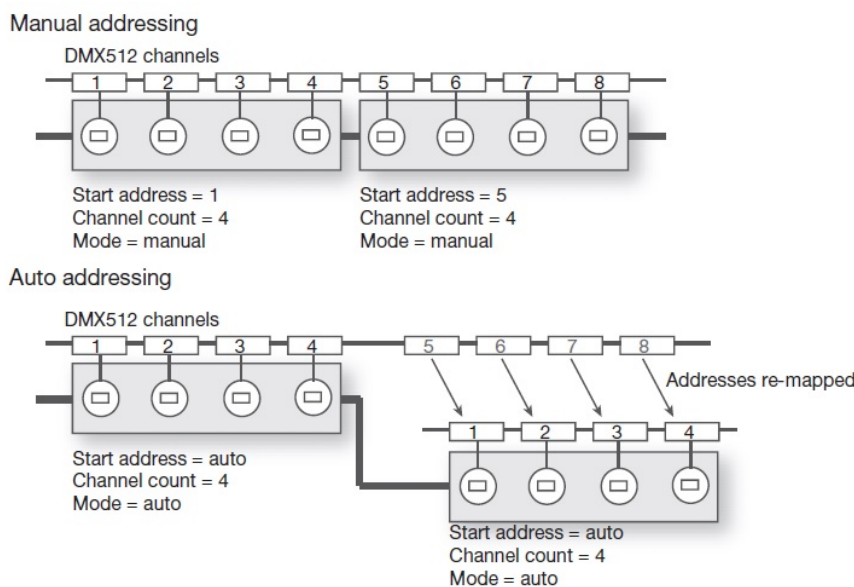 Manual addressing
DMX512 channels
1 2 3 4 5 6 7 8
Start address = 1
Channel count = 4
Mode = manual
Start address = 5
Channel count = 4
Mode = manual
Auto addressing
DMX512 channels
1 2 3 4 5 6 7 8
Addresses re-mapped
1 2 3 4
Start address = auto
Channel count = 4
Mode = auto
Start address = auto
Channel count = 4
Mode = auto